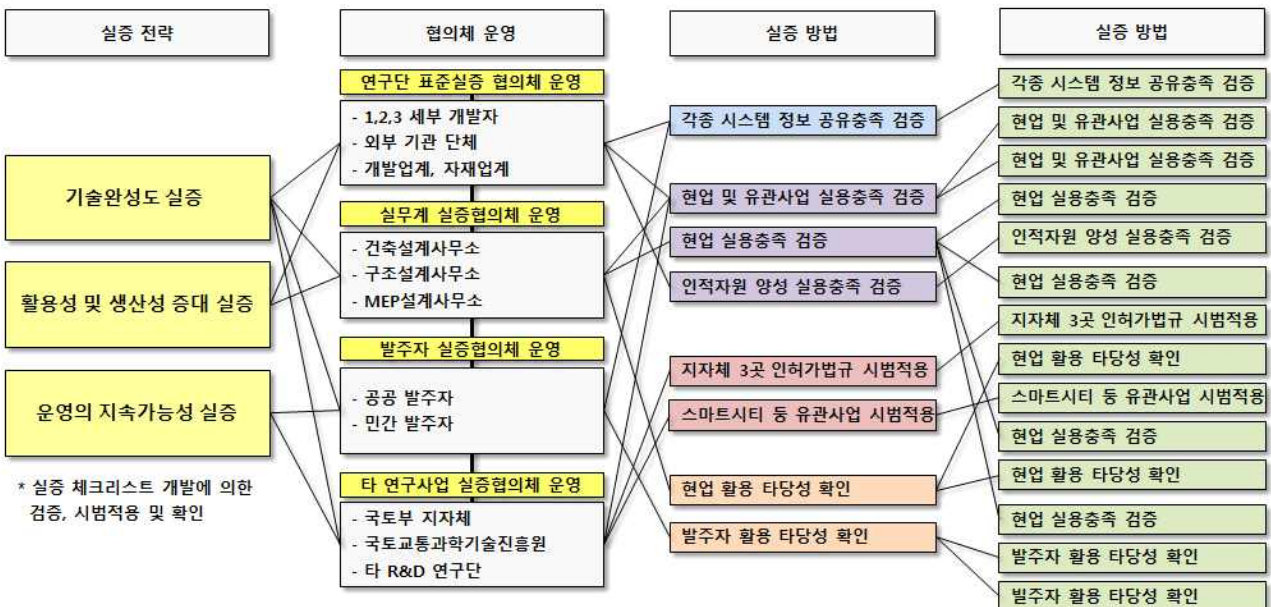 실증 전략
협의체 운영
실증 방법
실증 방법
기술완성도 실증
활용성 및 생산성 증대 실증
운영의 지속가능성 실증
* 실증 체크리스트 개발에 의한
검증, 시범적용 및 확인
연구단 표준실증 협의체 운영
- 1,2,3 세부 개발자
- 외부 기관 단체
- 개발업계, 자재업계
실무계 실증협의체 운영
- 건축설계사무소
- 구조설계사무소
- MEP설계사무소
발주자 실증협의체 운영
- 공공 발주자
- 민간 발주자
타 연구사업 실증협의체 운영
- 국토부 지자체
- 국토교통과학기술진흥원
- 타 R&D 연구단
각종 시스템 정보 공유충족 검증
현업 및 유관사업 실용충족 검증
현업 실용충족 검증
인적자원 양성 실용충족 검증
지자체 3곳 인허가법규 시범적용
스마트시티 둥 유관사업 시범적용
현업 활용 타당성 확인
발주자 활용 타당성 확인
각종 시스템 정보 공유충족 검증
현업 및 유관사업 실용충족 검증
현업 및 유관사업 실용충족 검증
현업 실용충족 검증
인적자원 양성 실용충족 검증
현업 실용충족 검증
지자체 3곳 인허가법규 시범적용
현업 활용 타당성 확인
스마트시티 둥 유관사업 시범적용
현업 실용충족 검증
현업 활용 타당성 확인
현업 실용충족 검증
발주자 활용 타당성 확인
빌주자 활용 타당성 확인